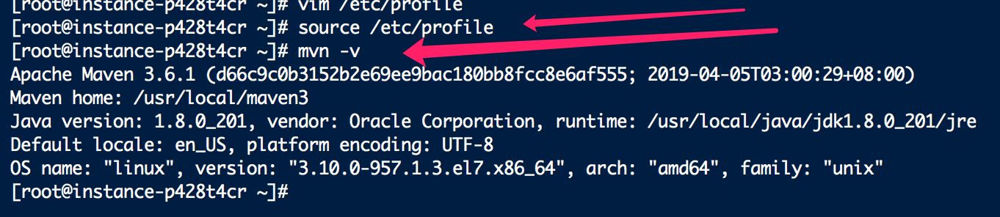 [root@instance-p428t4cr ~]# vim /etc/profile
[root@instance-p428t4cr ~]# source /etc/profile
[root@instance-p428t4cr ~]# mvn -v
Apache Maven 3.6.1 (d66c9c0b3152b2e69ee9bac180bb8fcc8e6af555; 2019-04-05T03:00:29+08:00)
Maven home: /usr/local/maven3
Java version: 1.8.0_201, vendor: Oracle Corporation, runtime: /usr/local/java/jdk1.8.0_201/jre
Default locale: en_US, platform encoding: UTF-8
OS name: "linux", version: "3.10.0-957.1.3.el7.x86_64", arch: "amd64", family: "unix"
[root@instance-p428t4cr ~]#